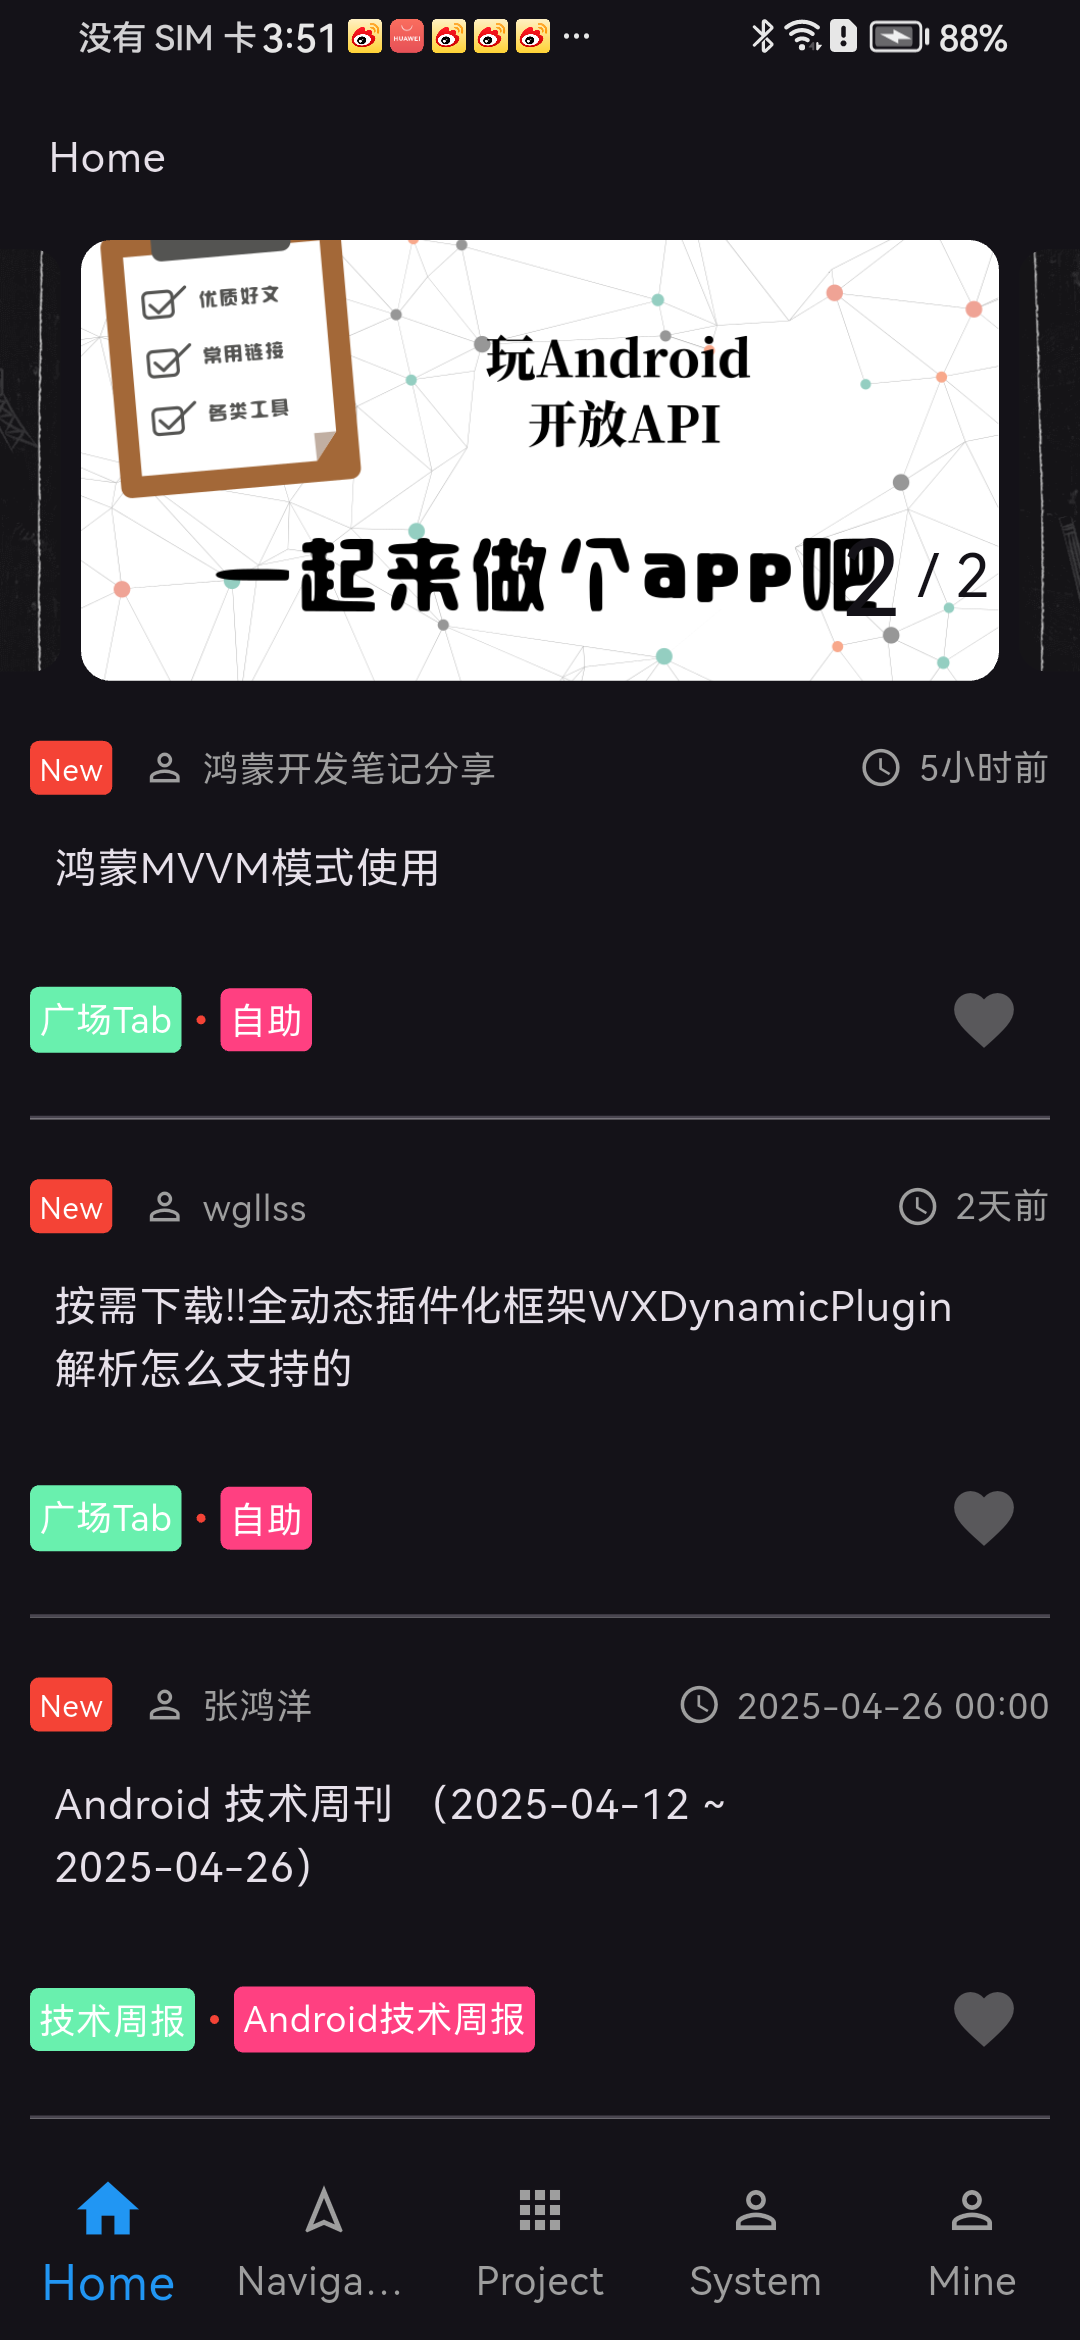 没有 SIM 卡 3:51 HUAWEI ... 88%
Home
优质好文
常用链接
各类工具
玩Android
开放API
一起来做个app吧
2 / 2
New 鸿蒙开发笔记分享 5小时前
鸿蒙MVVM模式使用
广场Tab · 自助
New wgllss 2天前
按需下载!!全动态插件化框架WXDynamicPlugin
解析怎么支持的
广场Tab · 自助
New 张鸿洋 2025-04-26 00:00
Android 技术周刊 （2025-04-12 ~
2025-04-26）
技术周报 · Android技术周报
Home Naviga... Project System Mine